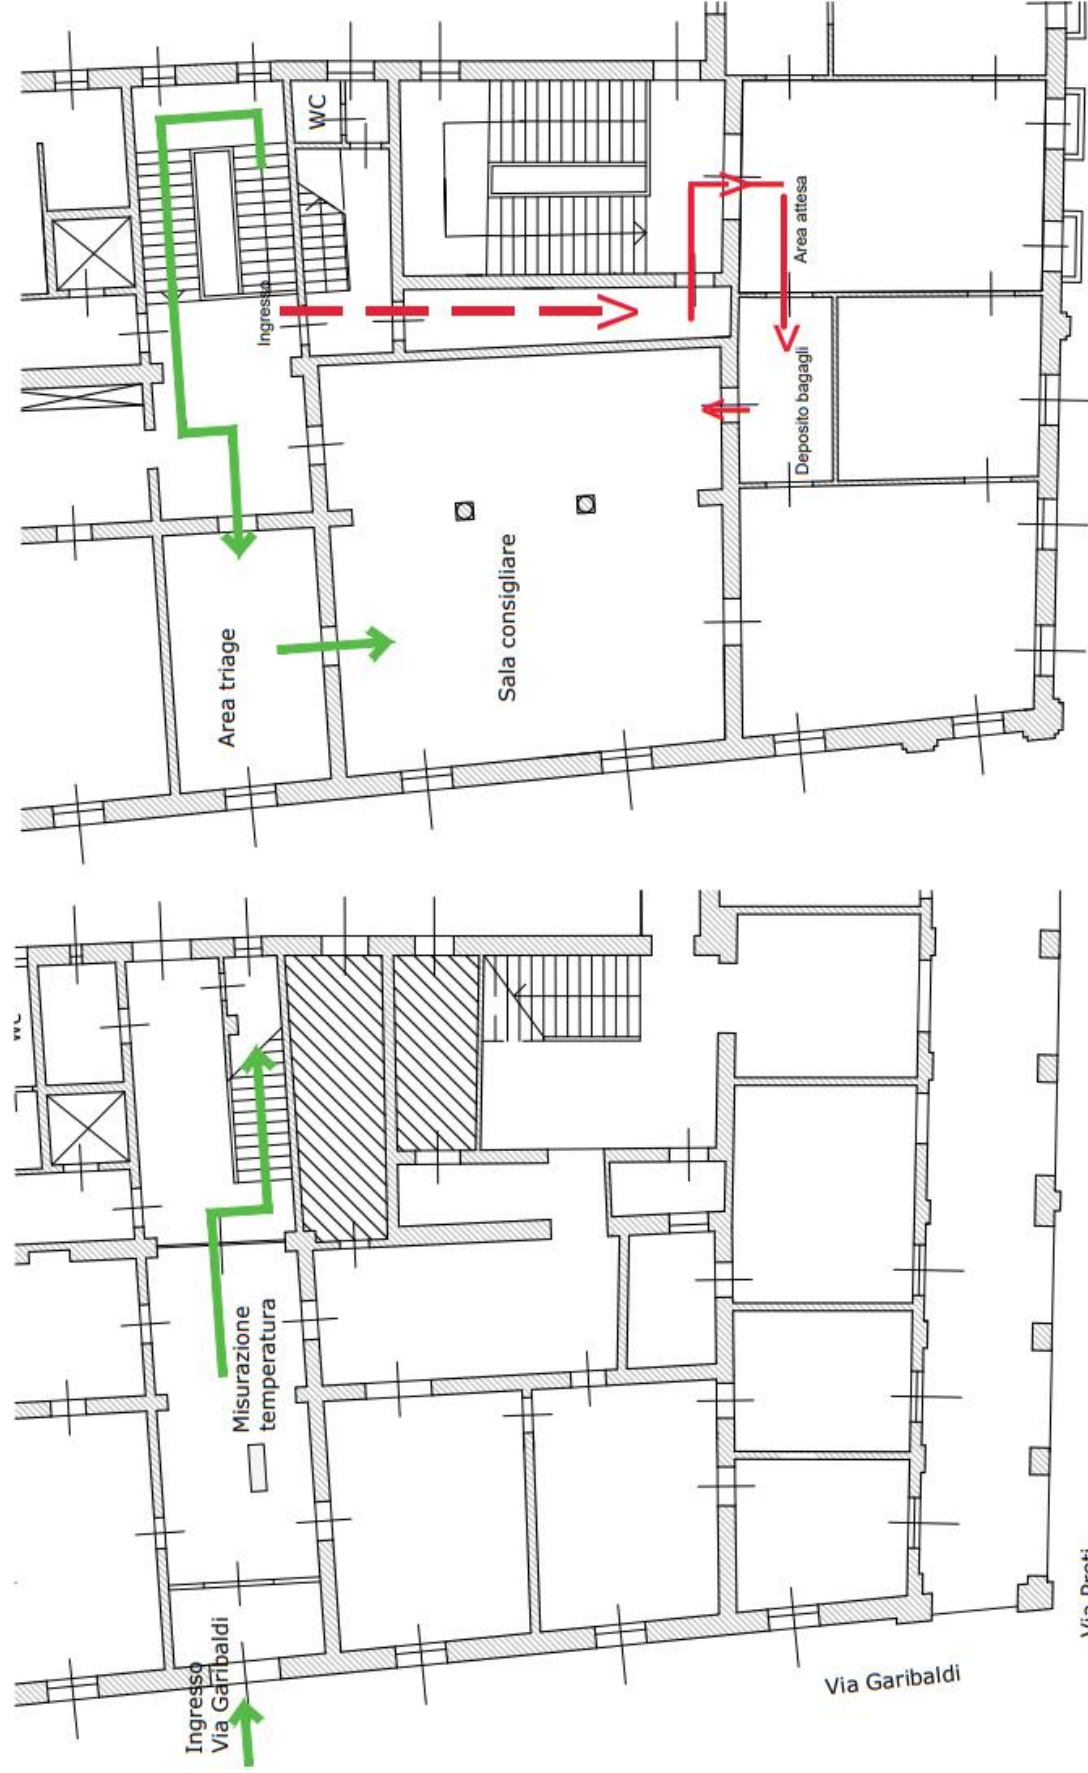 WC
Ingresso
Area attesa
Deposito bagagli
Sala consigliare
Area triage
WC
Misurazione
temperatura
Ingresso
Via Garibaldi
Via Garibaldi